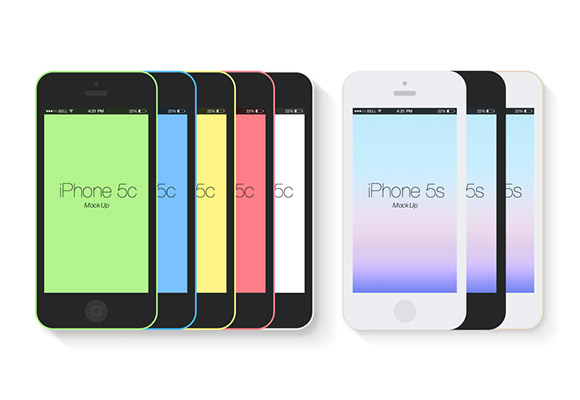 BELL 4:21 PM 22% 22% 22% 22% 22%
iPhone 5c
MockUp
5c
5c
5c
5c
BELL 4:21 PM 22% 22% 22%
iPhone 5s
MockUp
5s
5s